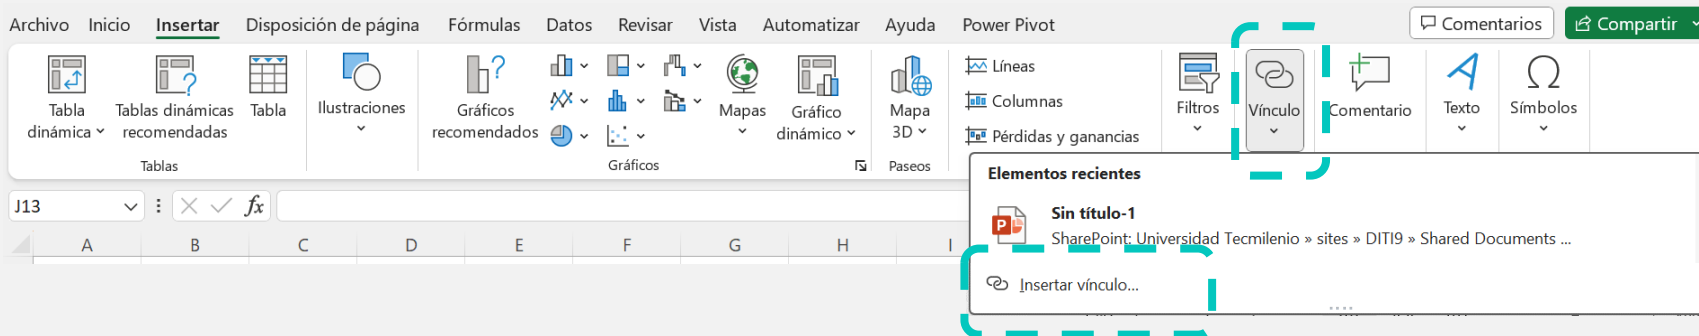 Archivo Inicio Insertar Disposición de página Fórmulas Datos Revisar Vista Automatizar Ayuda Power Pivot Comentarios Compartir
Tabla dinámica
Tablas dinámicas recomendadas
Tabla
Tablas
Ilustraciones
Gráficos recomendados
Mapas
Gráfico dinámico
Gráficos
Mapa 3D
Paseos
Líneas
Columnas
Pérdidas y ganancias
Filtros
Vínculo
Comentario
Texto
Símbolos
Elementos recientes
Sin título-1
SharePoint: Universidad Tecmilenio » sites » DITI9 » Shared Documents ...
Insertar vínculo...
J13 fx
A B C D E F G H I